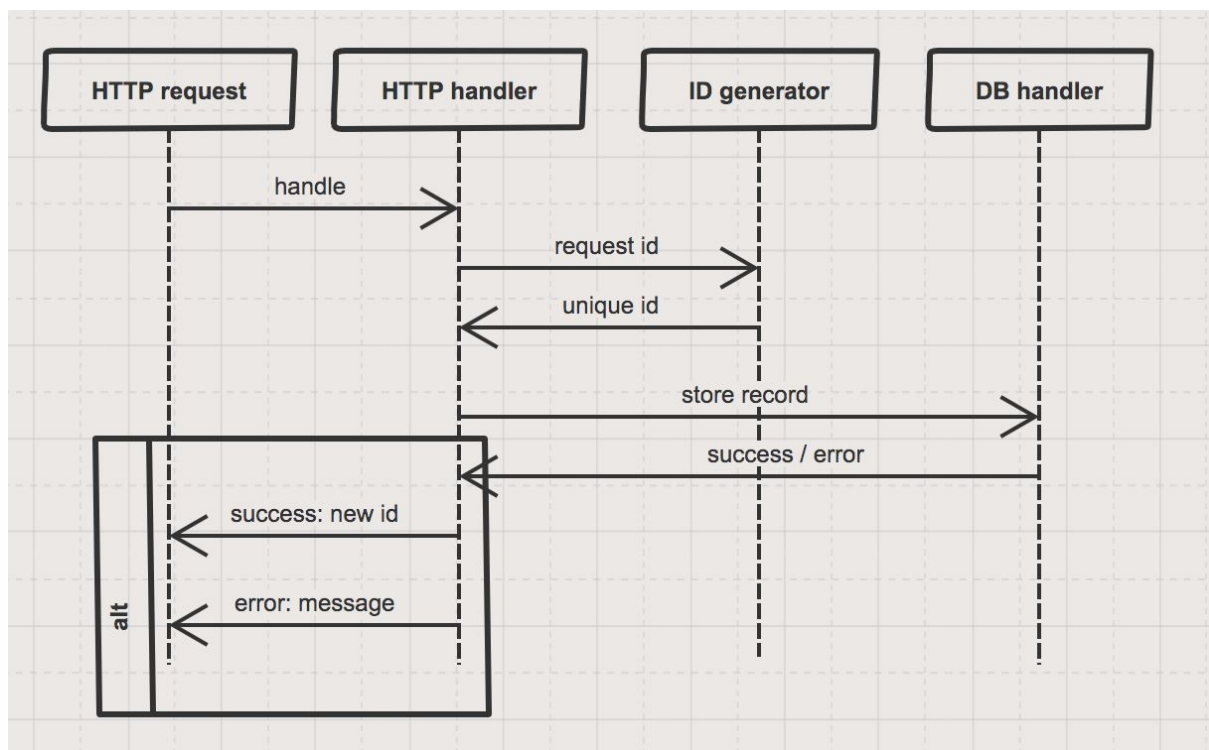 HTTP request
HTTP handler
ID generator
DB handler
handle
request id
unique id
store record
success / error
success: new id
error: message
alt